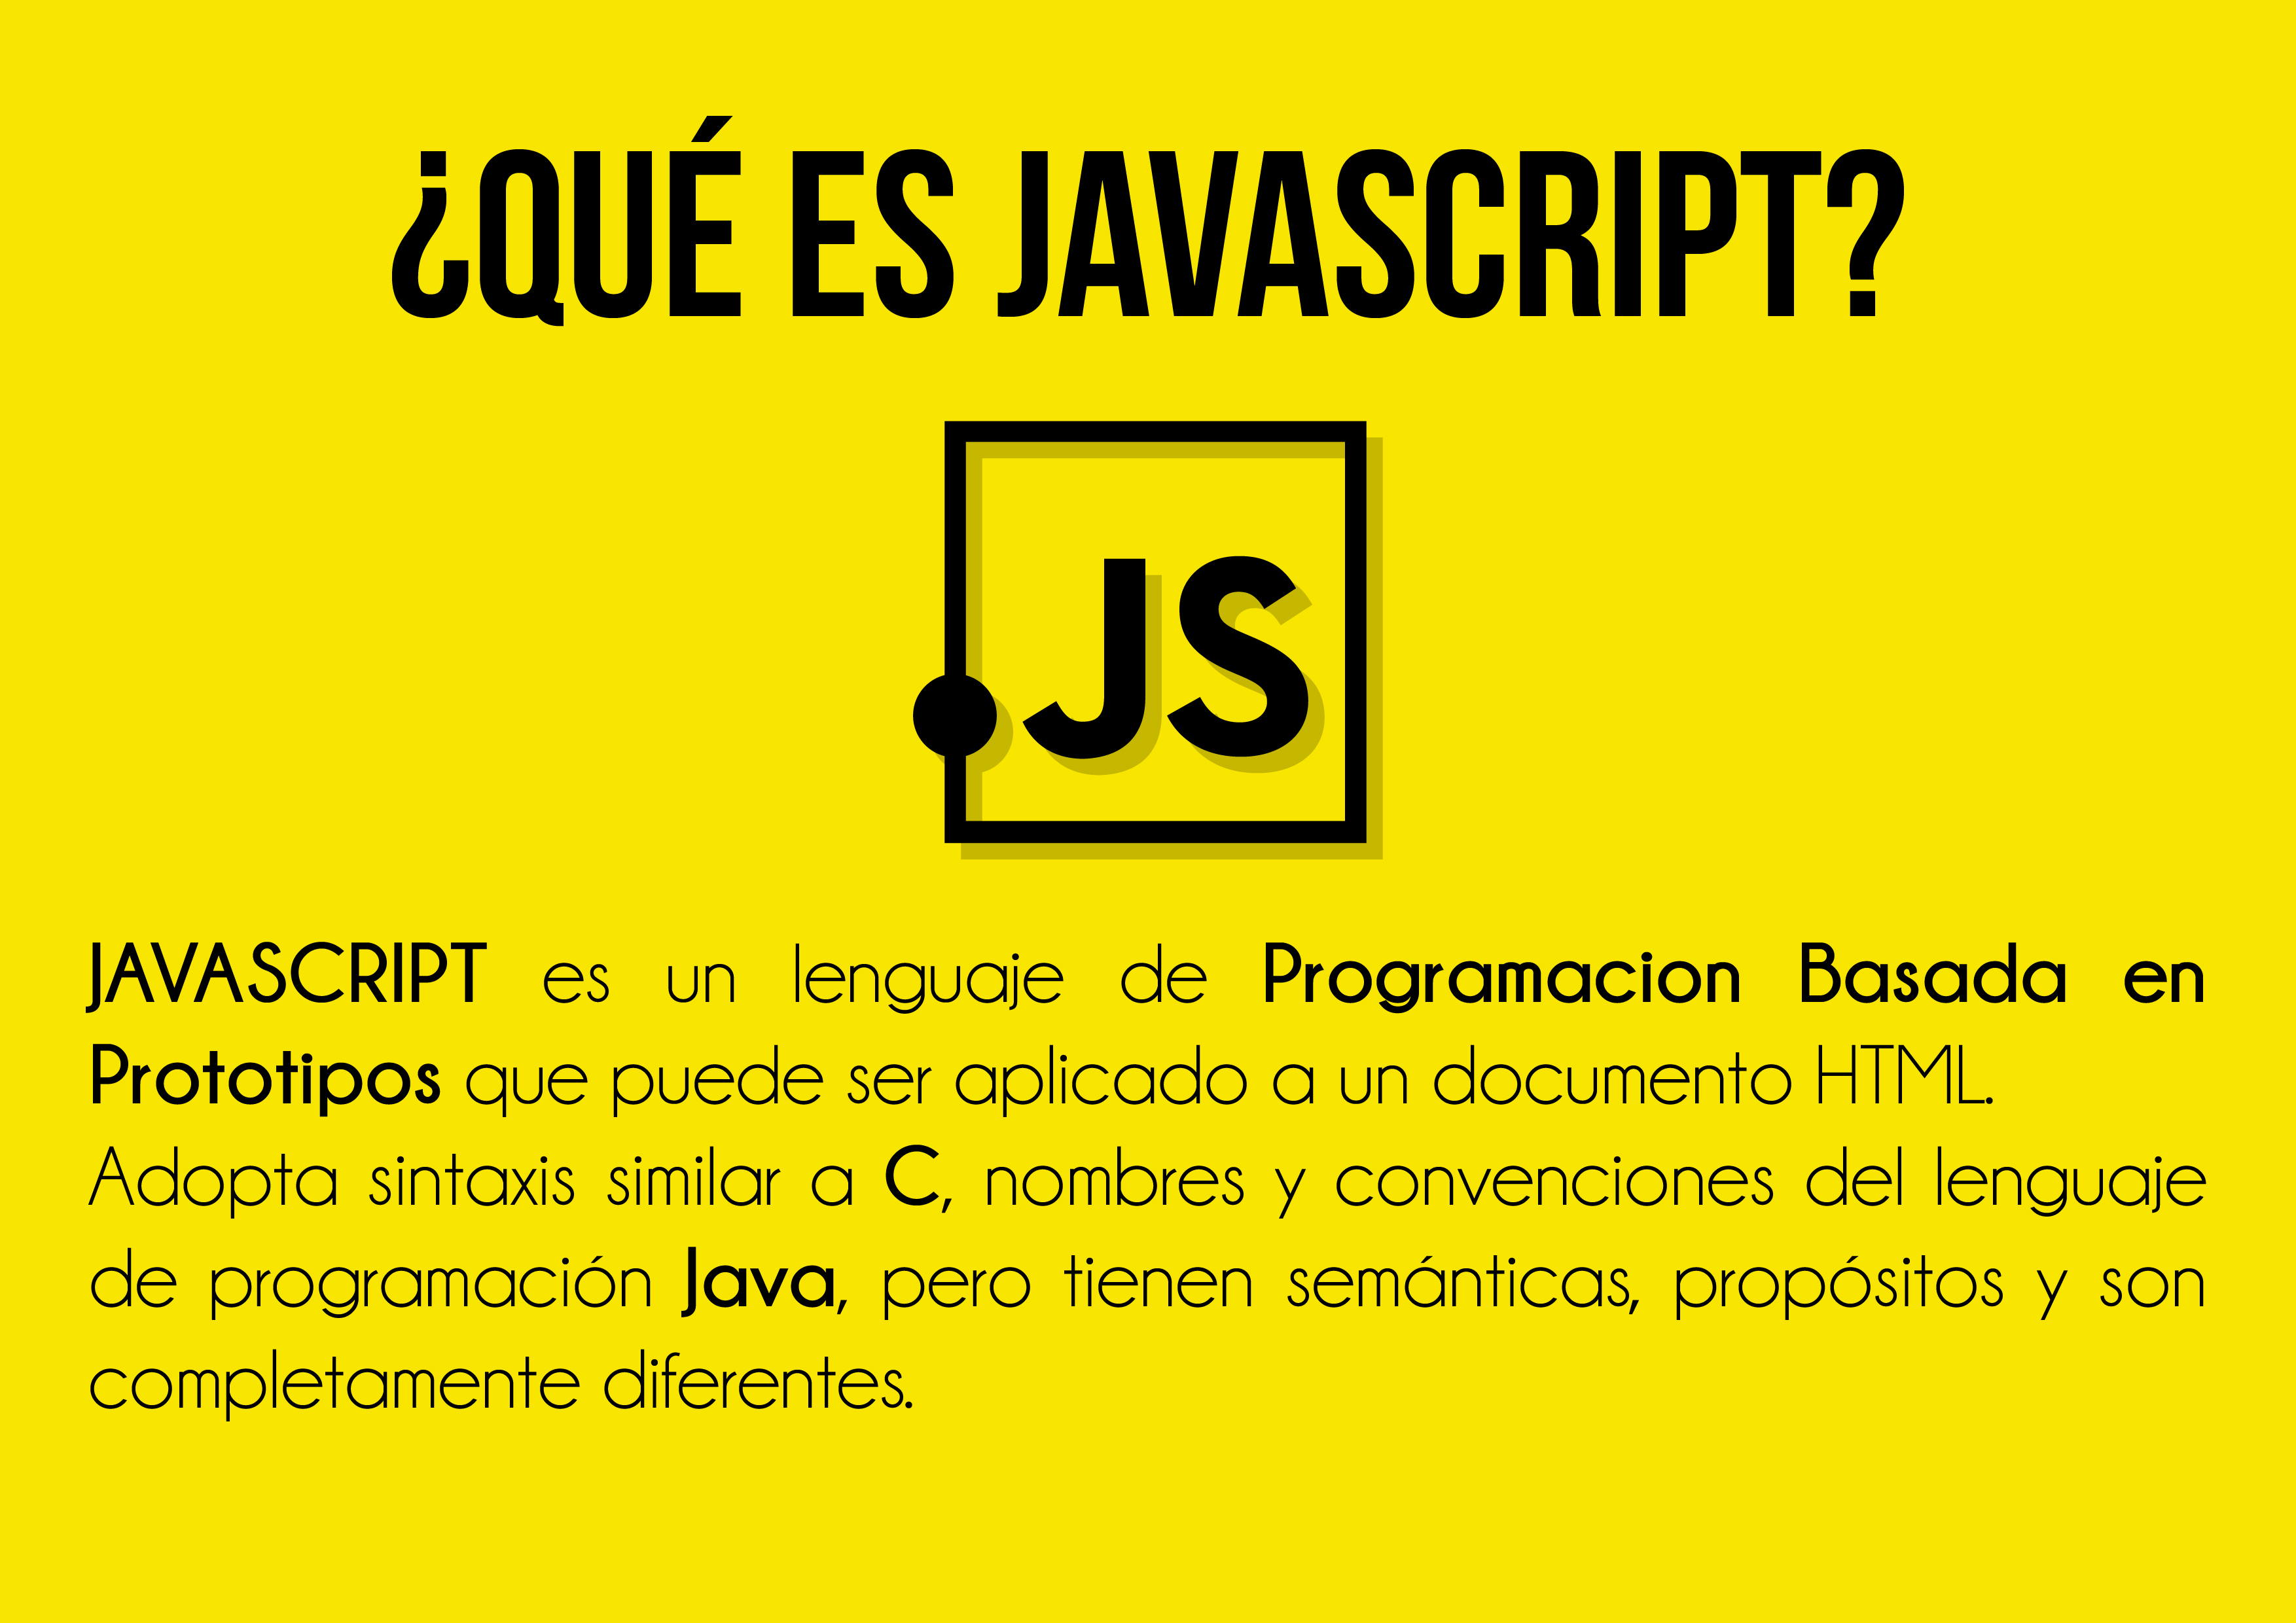 ¿QUÉ ES JAVASCRIPT?
JS
JAVASCRIPT es un lenguaje de Programacion Basada en
Prototipos que puede ser aplicado a un documento HTML.
Adopta sintaxis similar a C, nombres y convenciones del lenguaje
de programación Java, pero tienen semánticas, propósitos y son
completamente diferentes.